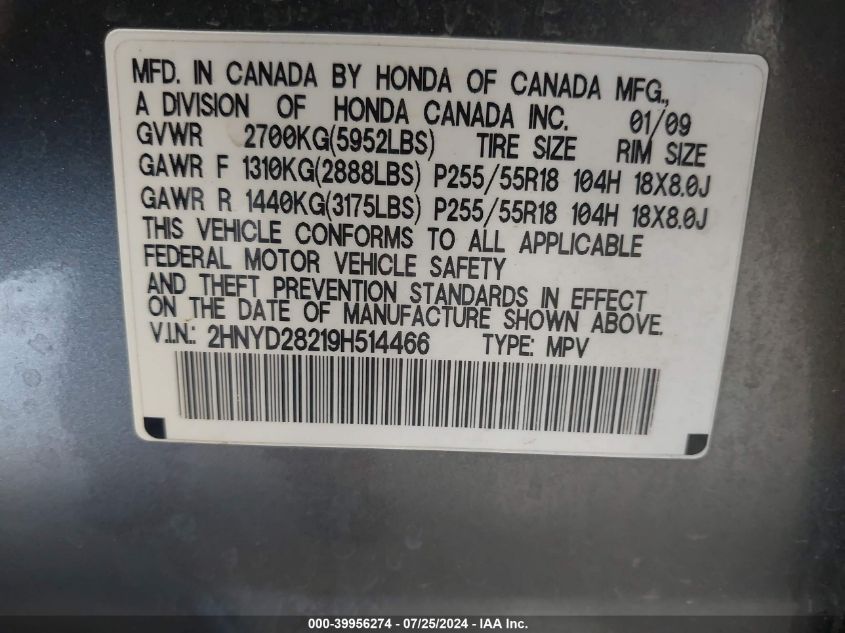 MFD. IN CANADA BY HONDA OF CANADA MFG.,
A DIVISION OF HONDA CANADA INC. 01/09
GVWR 2700KG(5952LBS) TIRE SIZE RIM SIZE
GAWR F 1310KG(2888LBS) P255/55R18 104H 18X8.0J
GAWR R 1440KG(3175LBS) P255/55R18 104H 18X8.0J
THIS VEHICLE CONFORMS TO ALL APPLICABLE
FEDERAL MOTOR VEHICLE SAFETY
AND THEFT PREVENTION STANDARDS IN EFFECT
ON THE DATE OF MANUFACTURE SHOWN ABOVE.
V.I.N.: 2HNYD28219H514466 TYPE: MPV
000-39956274 - 07/25/2024 - IAA Inc.